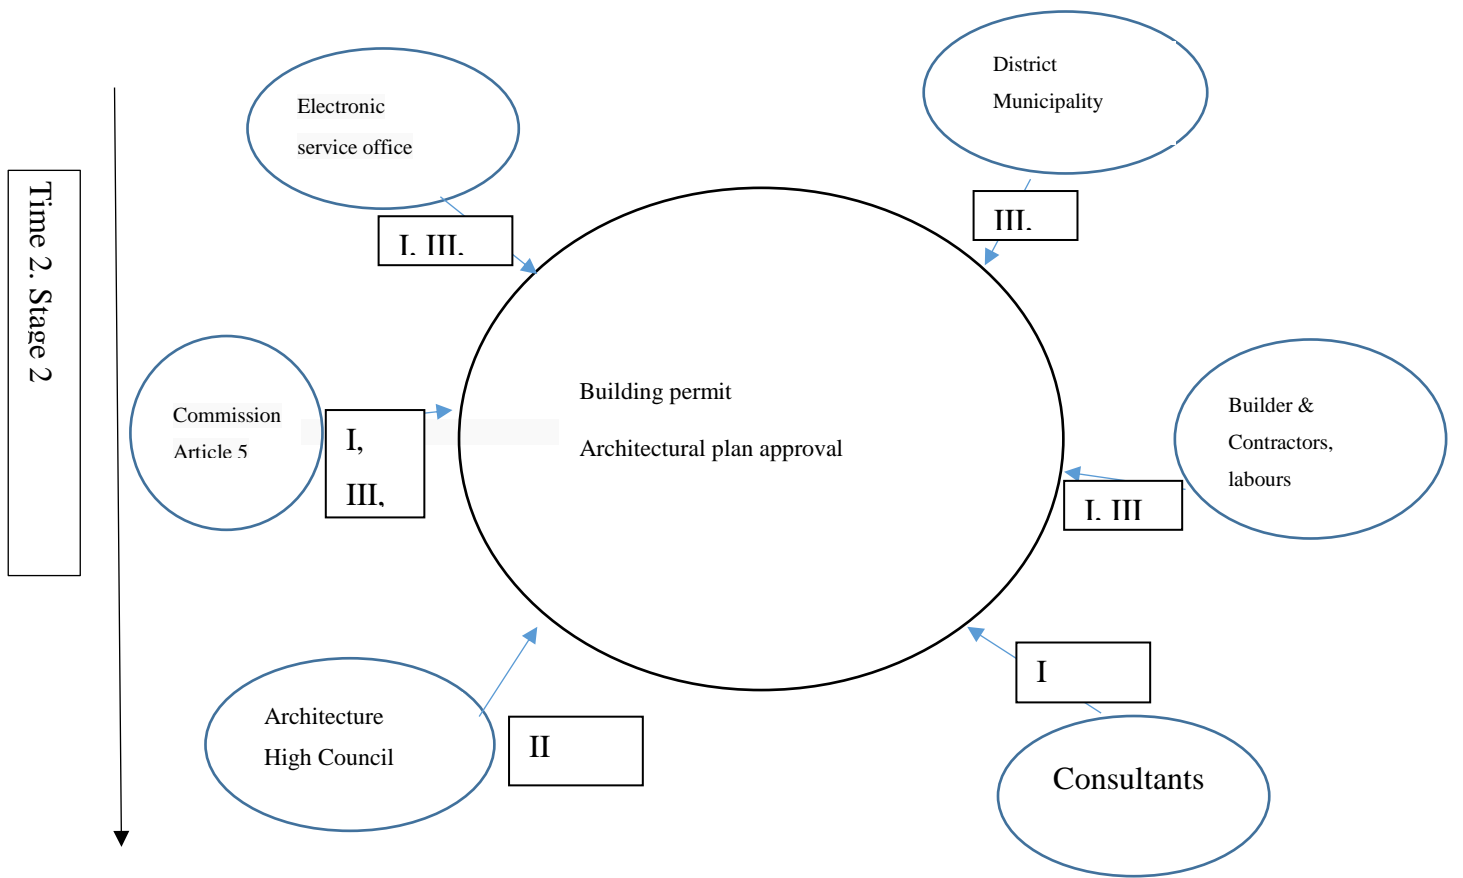 Time 2. Stage 2
Electronic
service office
District
Municipality
I, III,
III,
Commission
Article 5
I,
III,
Building permit
Architectural plan approval
Builder &
Contractors,
labours
I, III
Architecture
High Council
II
I
Consultants